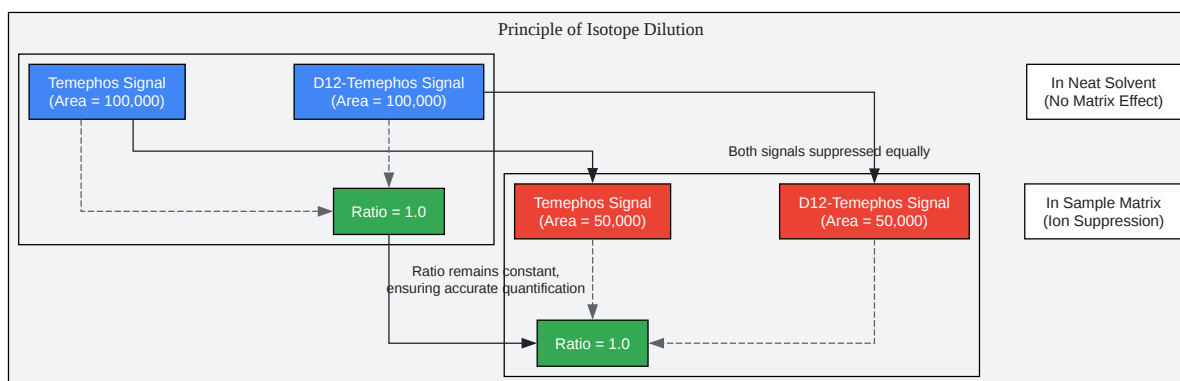 Principle of Isotope Dilution
Temephos Signal
(Area = 100,000)
D12-Temephos Signal
(Area = 100,000)
In Neat Solvent
(No Matrix Effect)
Both signals suppressed equally
Ratio = 1.0
Temephos Signal
(Area = 50,000)
D12-Temephos Signal
(Area = 50,000)
In Sample Matrix
(Ion Suppression)
Ratio remains constant,
ensuring accurate quantification
Ratio = 1.0